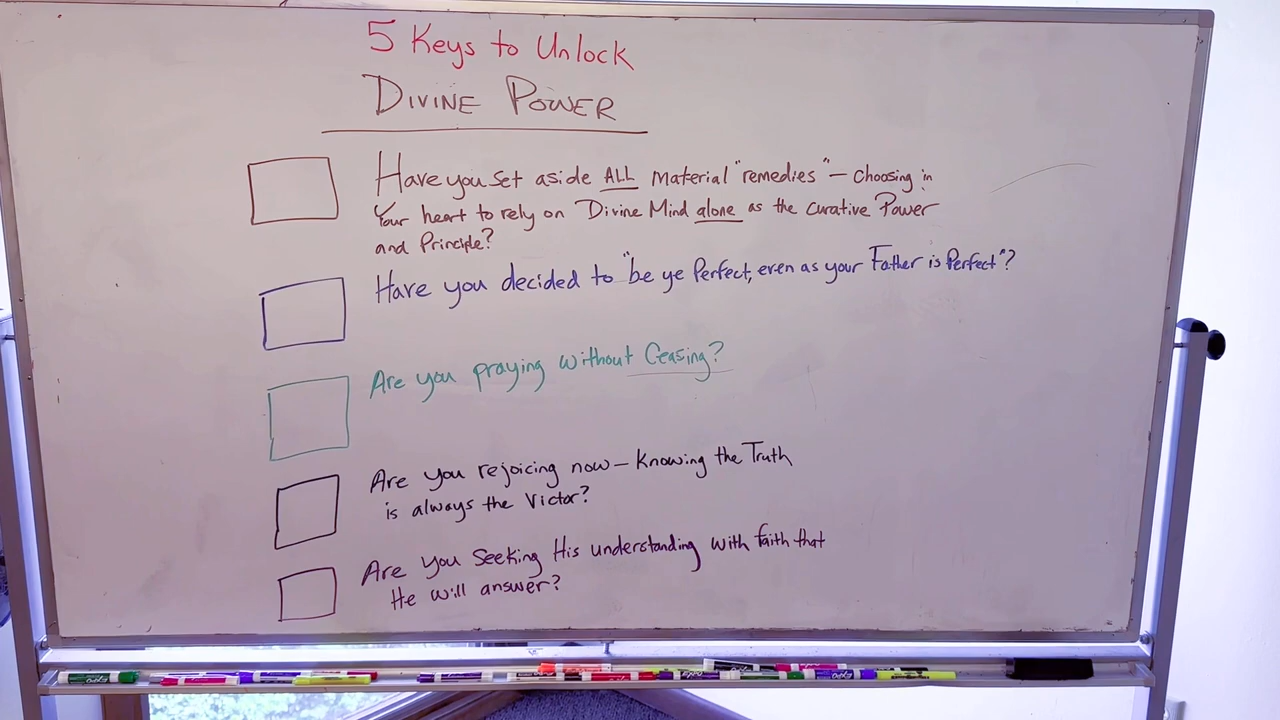 5 Keys to Unlock
DIVINE POWER
Have you set aside ALL Material "remedies" – choosing in
Your heart to rely on Divine Mind alone as the curative Power
and Principle?
Have you decided to "be ye Perfect, even as your Father is Perfect"?
Are you praying without Ceasing?
Are you rejoicing now – Knowing the Truth
is always the Victor?
Are you Seeking His understanding with faith that
He will answer?
EXPO